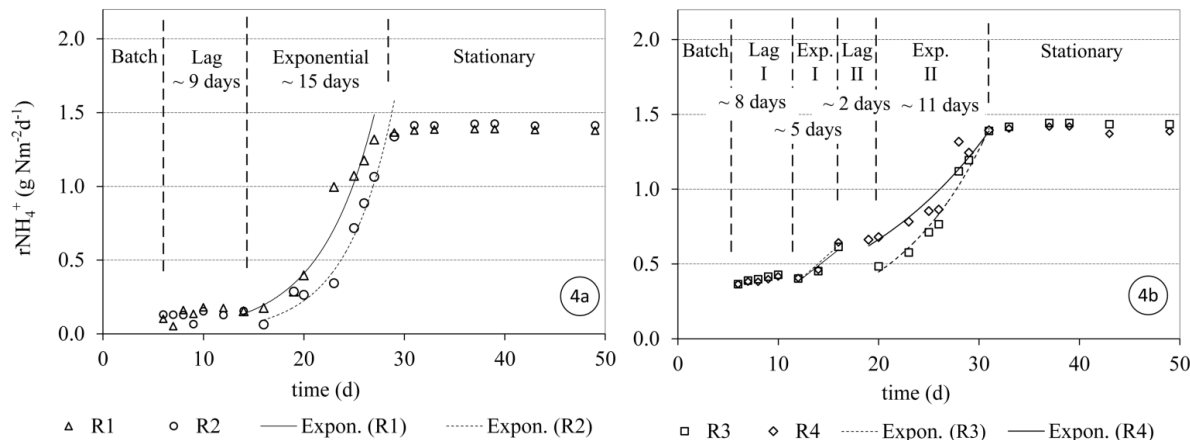 2.0
1.5
1.0
0.5
0.0
rNH₄⁺ (g Nm⁻²d⁻¹)
Batch
Lag
~ 9 days
Exponential
~ 15 days
Stationary
4a
0 10 20 30 40 50
time (d)
R1 R2 Expon. (R1) Expon. (R2)
2.0
1.5
1.0
0.5
0.0
Batch
Lag
I
Exp.
I
Lag
II
Exp.
II
Stationary
~ 8 days
~ 2 days
~ 11 days
~ 5 days
4b
0 10 20 30 40 50
time (d)
R3 R4 Expon. (R3) Expon. (R4)